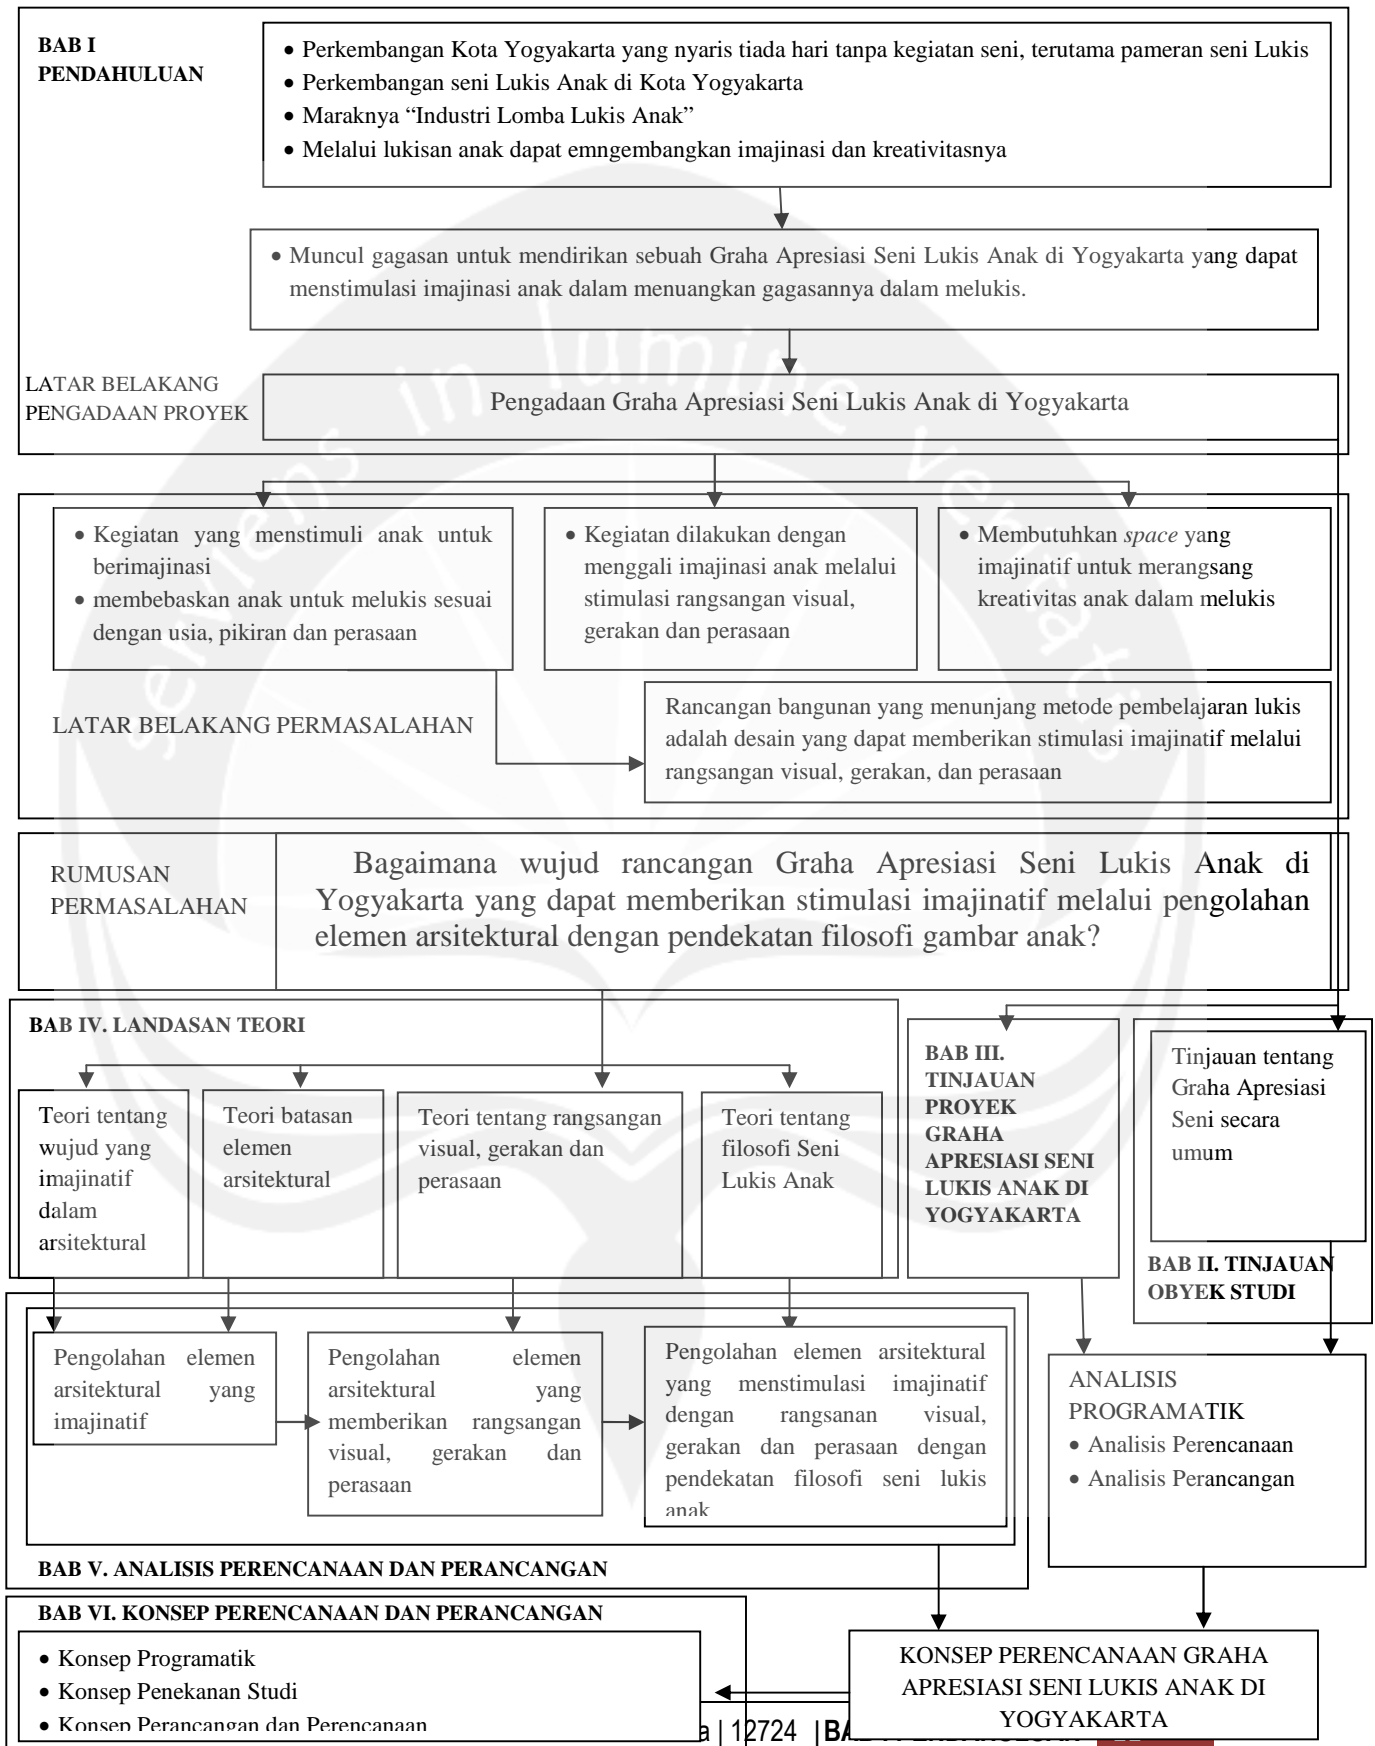 BAB I
PENDAHULUAN
• Perkembangan Kota Yogyakarta yang nyaris tiada hari tanpa kegiatan seni, terutama pameran seni Lukis
• Perkembangan seni Lukis Anak di Kota Yogyakarta
• Maraknya “Industri Lomba Lukis Anak”
• Melalui lukisan anak dapat emngembangkan imajinasi dan kreativitasnya
• Muncul gagasan untuk mendirikan sebuah Graha Apresiasi Seni Lukis Anak di Yogyakarta yang dapat
menstimulasi imajinasi anak dalam menuangkan gagasannya dalam melukis.
LATAR BELAKANG
PENGADAAN PROYEK
Pengadaan Graha Apresiasi Seni Lukis Anak di Yogyakarta
serviens in lumine veritatis
• Kegiatan yang menstimuli anak untuk
berimajinasi
• membebaskan anak untuk melukis sesuai
dengan usia, pikiran dan perasaan
• Kegiatan dilakukan dengan
menggali imajinasi anak melalui
stimulasi rangsangan visual,
gerakan dan perasaan
• Membutuhkan space yang
imajinatif untuk merangsang
kreativitas anak dalam melukis
LATAR BELAKANG PERMASALAHAN
Rancangan bangunan yang menunjang metode pembelajaran lukis
adalah desain yang dapat memberikan stimulasi imajinatif melalui
rangsangan visual, gerakan, dan perasaan
RUMUSAN
PERMASALAHAN
Bagaimana wujud rancangan Graha Apresiasi Seni Lukis Anak di
Yogyakarta yang dapat memberikan stimulasi imajinatif melalui pengolahan
elemen arsitektural dengan pendekatan filosofi gambar anak?
BAB IV. LANDASAN TEORI
Teori tentang
wujud yang
imajinatif
dalam
arsitektural
Teori batasan
elemen
arsitektural
Teori tentang rangsangan
visual, gerakan dan
perasaan
Teori tentang
filosofi Seni
Lukis Anak
BAB III.
TINJAUAN
PROYEK
GRAHA
APRESIASI SENI
LUKIS ANAK DI
YOGYAKARTA
Tinjauan tentang
Graha Apresiasi
Seni secara
umum
BAB II. TINJAUAN
OBYEK STUDI
Pengolahan elemen
arsitektural yang
imajinatif
Pengolahan elemen
arsitektural yang
memberikan rangsangan
visual, gerakan dan
perasaan
Pengolahan elemen arsitektural
yang menstimulasi imajinatif
dengan rangsanan visual,
gerakan dan perasaan dengan
pendekatan filosofi seni lukis
anak
ANALISIS
PROGRAMATIK
• Analisis Perencanaan
• Analisis Perancangan
BAB V. ANALISIS PERENCANAAN DAN PERANCANGAN
BAB VI. KONSEP PERENCANAAN DAN PERANCANGAN
• Konsep Programatik
• Konsep Penekanan Studi
• Konsep Perancangan dan Perencanaan
KONSEP PERENCANAAN GRAHA
APRESIASI SENI LUKIS ANAK DI
YOGYAKARTA
a | 12724 |